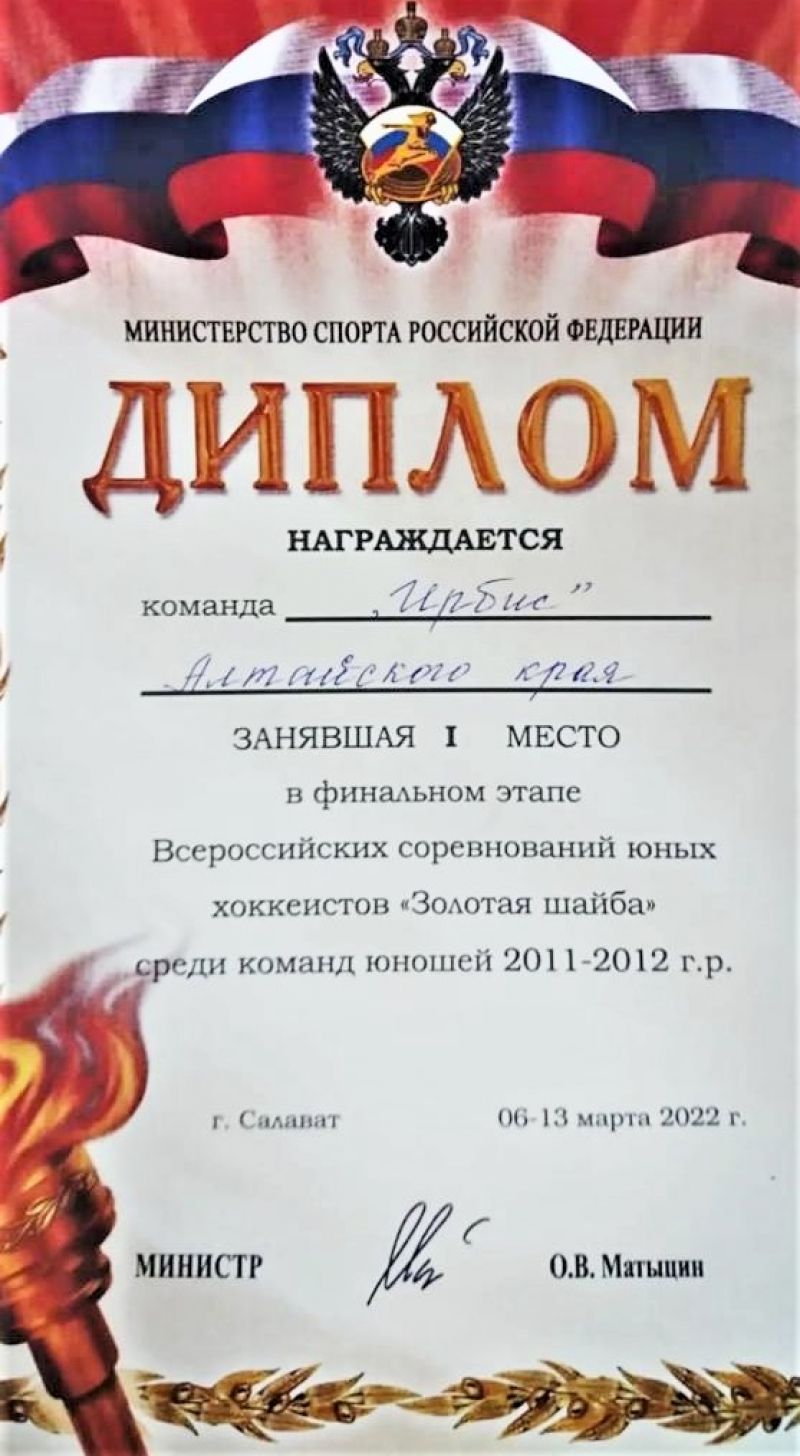 МИНИСТЕРСТВО СПОРТА РОССИЙСКОЙ ФЕДЕРАЦИИ
ДИПЛОМ
НАГРАЖДАЕТСЯ
команда „Ирбис”
Алтайского края
ЗАНЯВШАЯ I МЕСТО
в финальном этапе
Всероссийских соревнований юных
хоккеистов «Золотая шайба»
среди команд юношей 2011-2012 г.р.
г. Салават 06-13 марта 2022 г.
МИНИСТР О.В. Матыцин